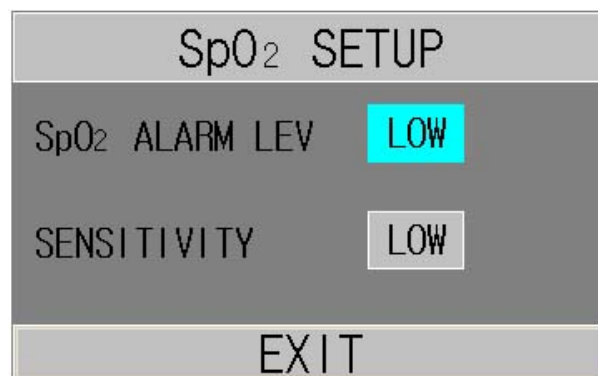 SpO₂ SETUP
SpO₂ ALARM LEV LOW
SENSITIVITY LOW
EXIT